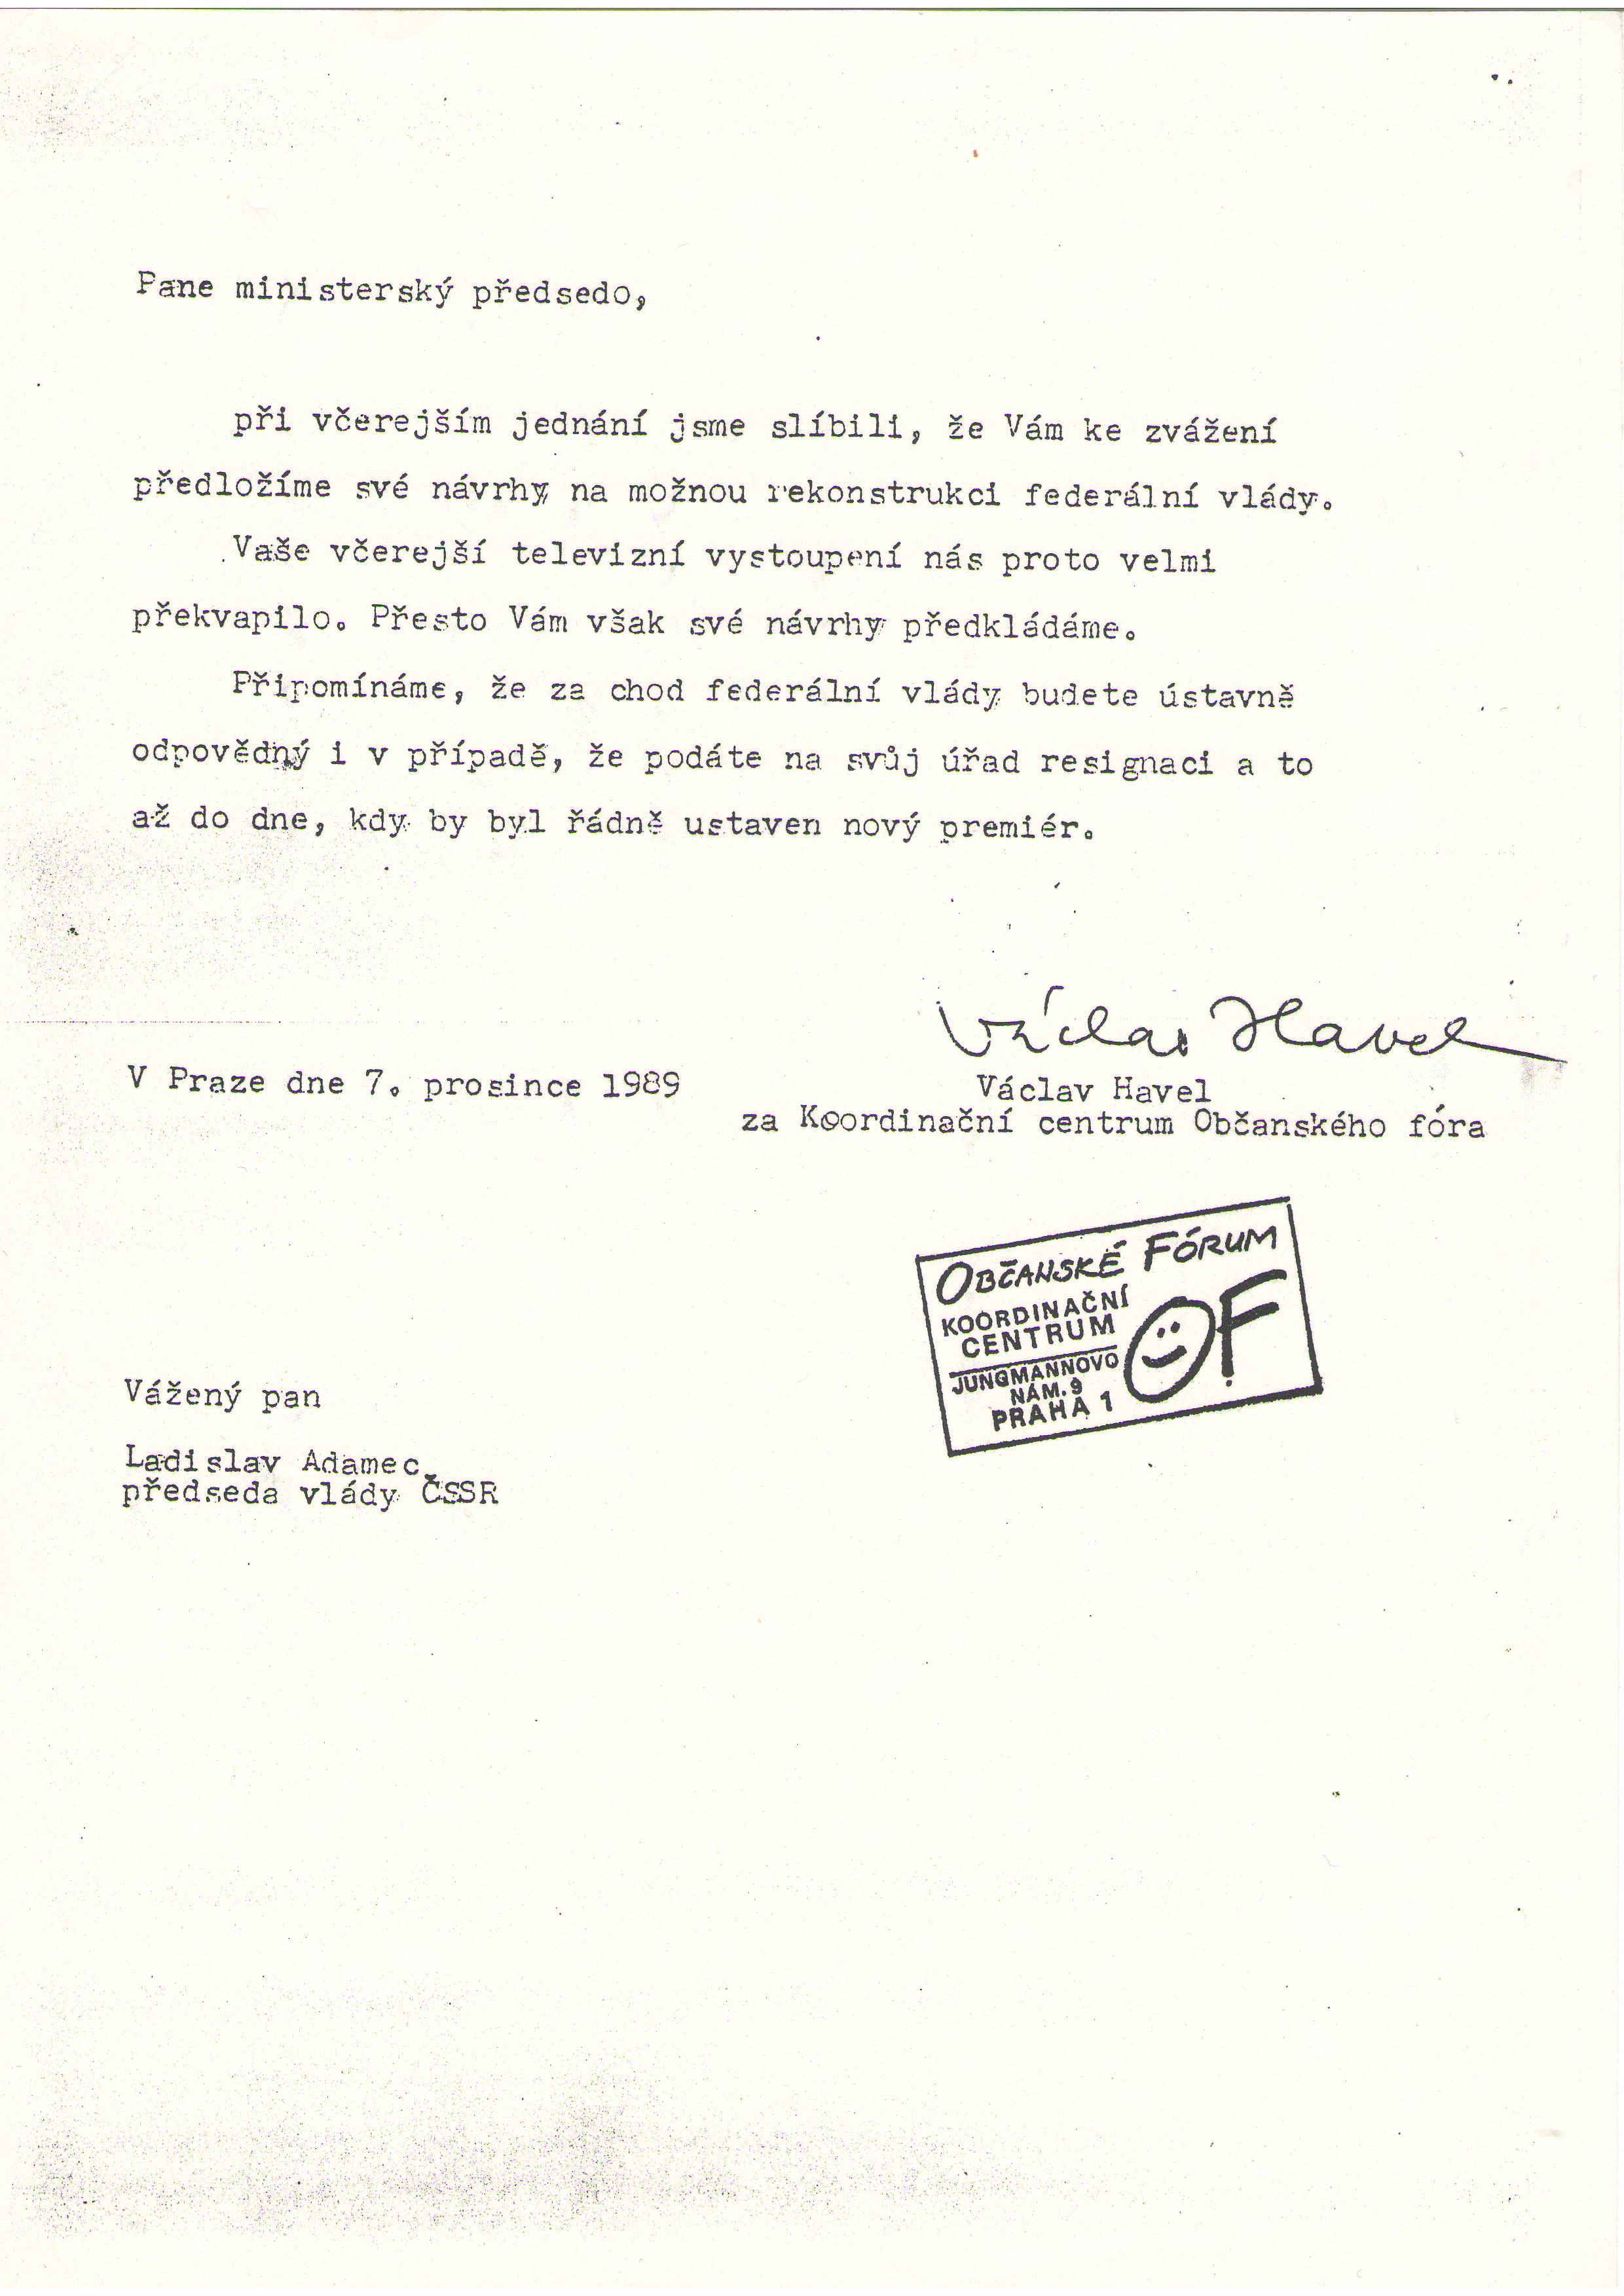 Pane ministerský předsedo,
při včerejším jednání jsme slíbili, že Vám ke zvážení
předložíme své návrhy na možnou rekonstrukci federální vlády.
Vaše včerejší televizní vystoupení nás proto velmi
překvapilo. Přesto Vám však své návrhy předkládáme.
Připomínáme, že za chod federální vlády budete ústavně
odpovědný i v případě, že podáte na svůj úřad resignaci a to
až do dne, kdy by byl řádně ustaven nový premiér.
Václav Havel
V Praze dne 7. prosince 1989
Václav Havel
za Koordinační centrum Občanského fóra
OBČANSKÉ FÓRUM
KOORDINAČNÍ
CENTRUM
JUNGMANNOVO
NÁM. 9
PRAHA 1
OF
Vážený pan
Ladislav Adamec
předseda vlády ČSSR